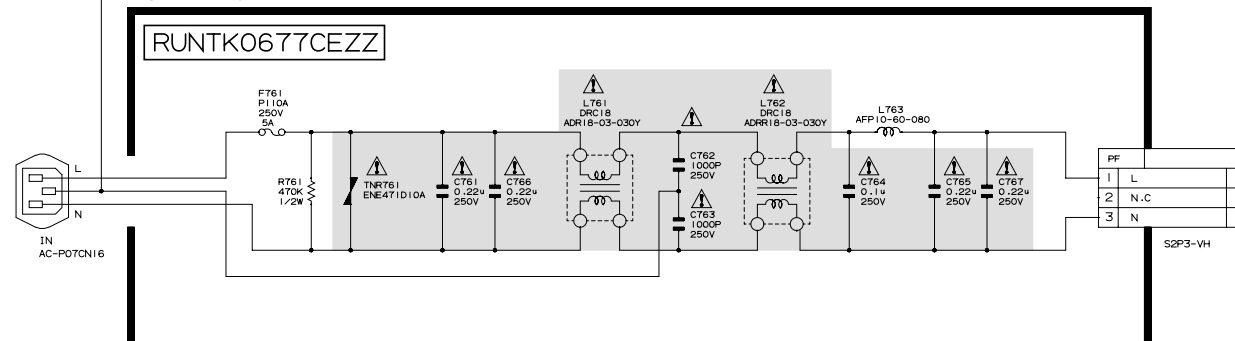 RUNTK0677CEZZ
F761
P110A
250V
5A
L761
DRC18
ADR18-03-030Y
L762
DRC18
ADRR18-03-030Y
L763
AFP10-60-080
L
N
IN
AC-P07CN16
R761
470K
1/2W
TNR761
ENE471D10A
C761
0.22u
250V
C766
0.22u
250V
C762
1000P
250V
C763
1000P
250V
C764
0.1u
250V
C765
0.22u
250V
C767
0.22u
250V
PF
1 L
2 N.C
3 N
S2P3-VH